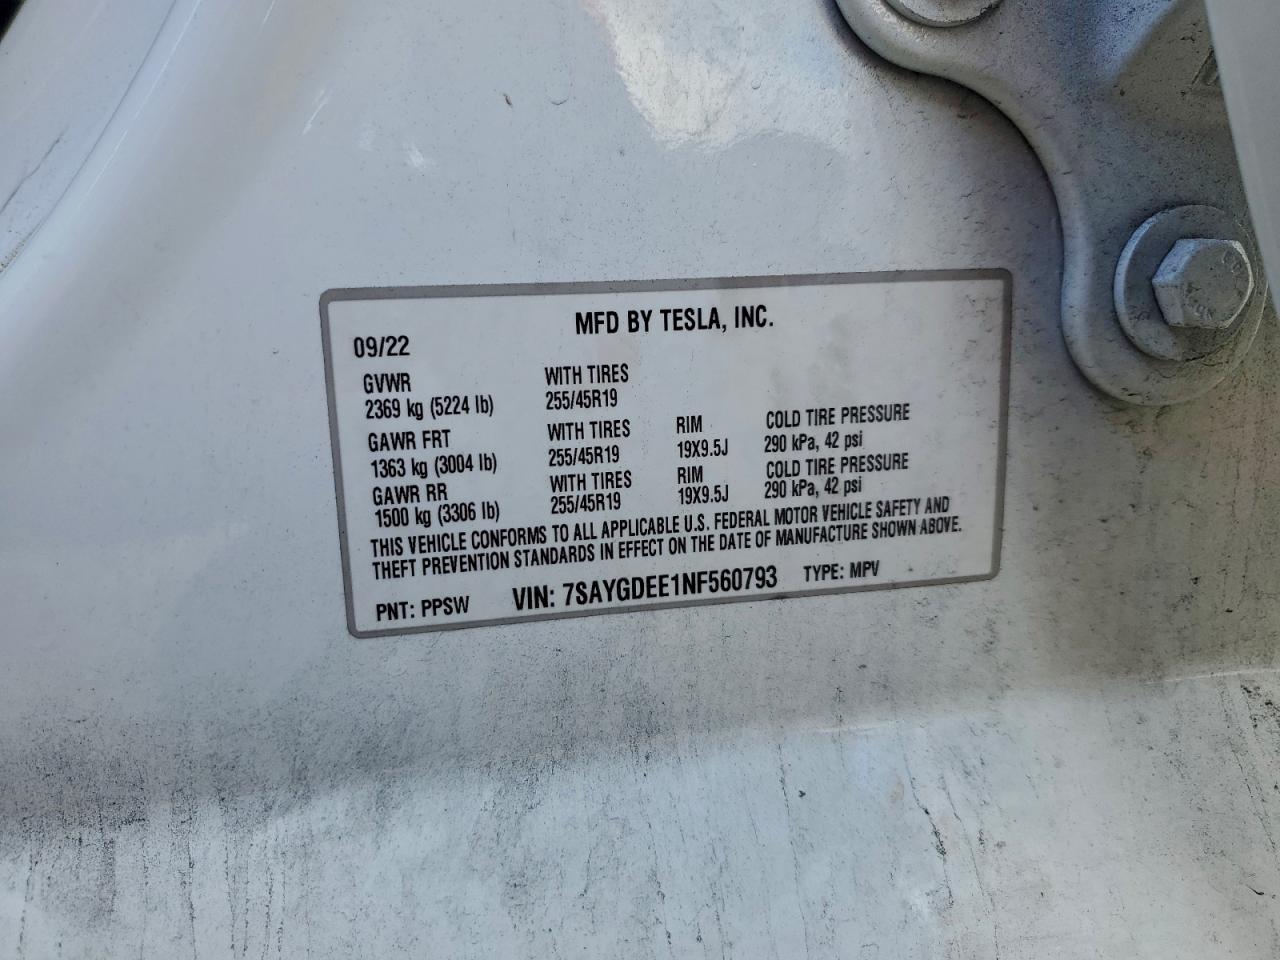 MFD BY TESLA, INC.
09/22
GVWR WITH TIRES
2369 kg (5224 lb) 255/45R19
GAWR FRT WITH TIRES RIM COLD TIRE PRESSURE
1363 kg (3004 lb) 255/45R19 19X9.5J 290 kPa, 42 psi
GAWR RR WITH TIRES RIM COLD TIRE PRESSURE
1500 kg (3306 lb) 255/45R19 19X9.5J 290 kPa, 42 psi
THIS VEHICLE CONFORMS TO ALL APPLICABLE U.S. FEDERAL MOTOR VEHICLE SAFETY AND
THEFT PREVENTION STANDARDS IN EFFECT ON THE DATE OF MANUFACTURE SHOWN ABOVE.
PNT: PPSW VIN: 7SAYGDEE1NF560793 TYPE: MPV